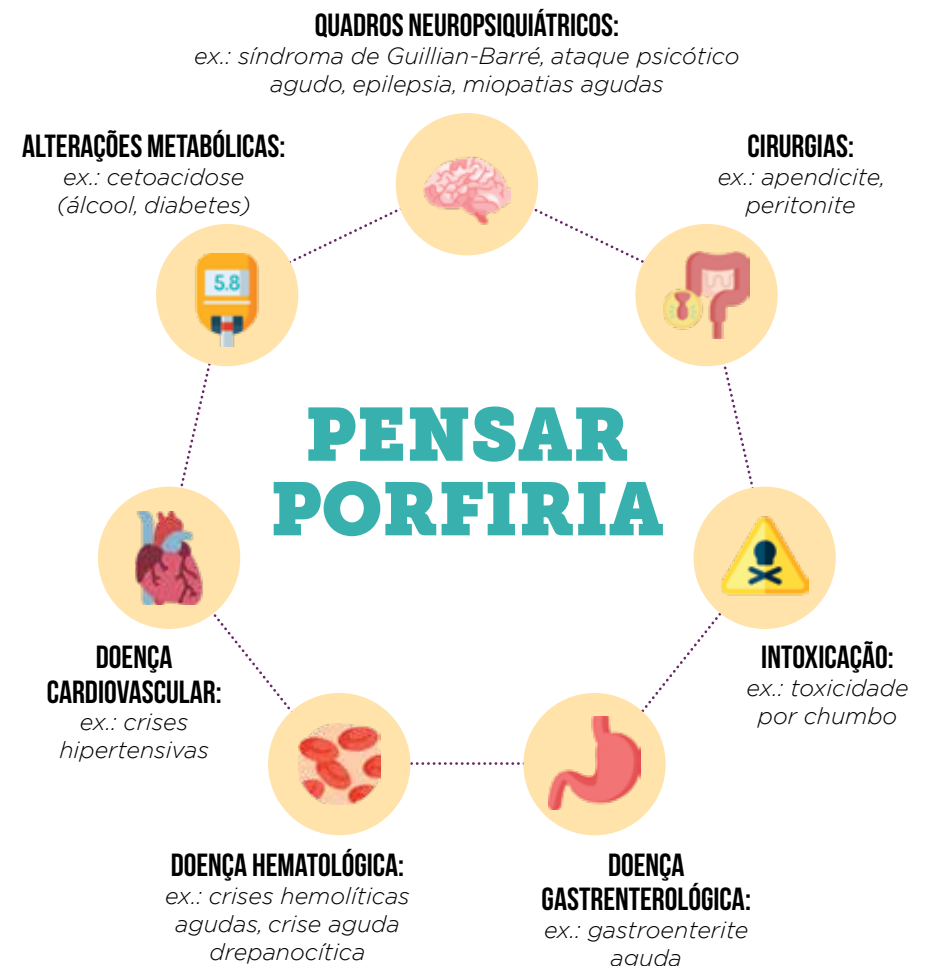 QUADROS NEUROPSIQUIÁTRICOS:
ex.: síndroma de Guillian-Barré, ataque psicótico
agudo, epilepsia, miopatias agudas
ALTERAÇÕES METABÓLICAS:
ex.: cetoacidose
(álcool, diabetes)
CIRURGIAS:
ex.: apendicite,
peritonite
5.8
PENSAR
PORFIRIA
DOENÇA
CARDIOVASCULAR:
ex.: crises
hipertensivas
INTOXICAÇÃO:
ex.: toxicidade
por chumbo
DOENÇA HEMATOLÓGICA:
ex.: crises hemolíticas
agudas, crise aguda
drepanocítica
DOENÇA
GASTRENTEROLÓGICA:
ex.: gastroenterite
aguda